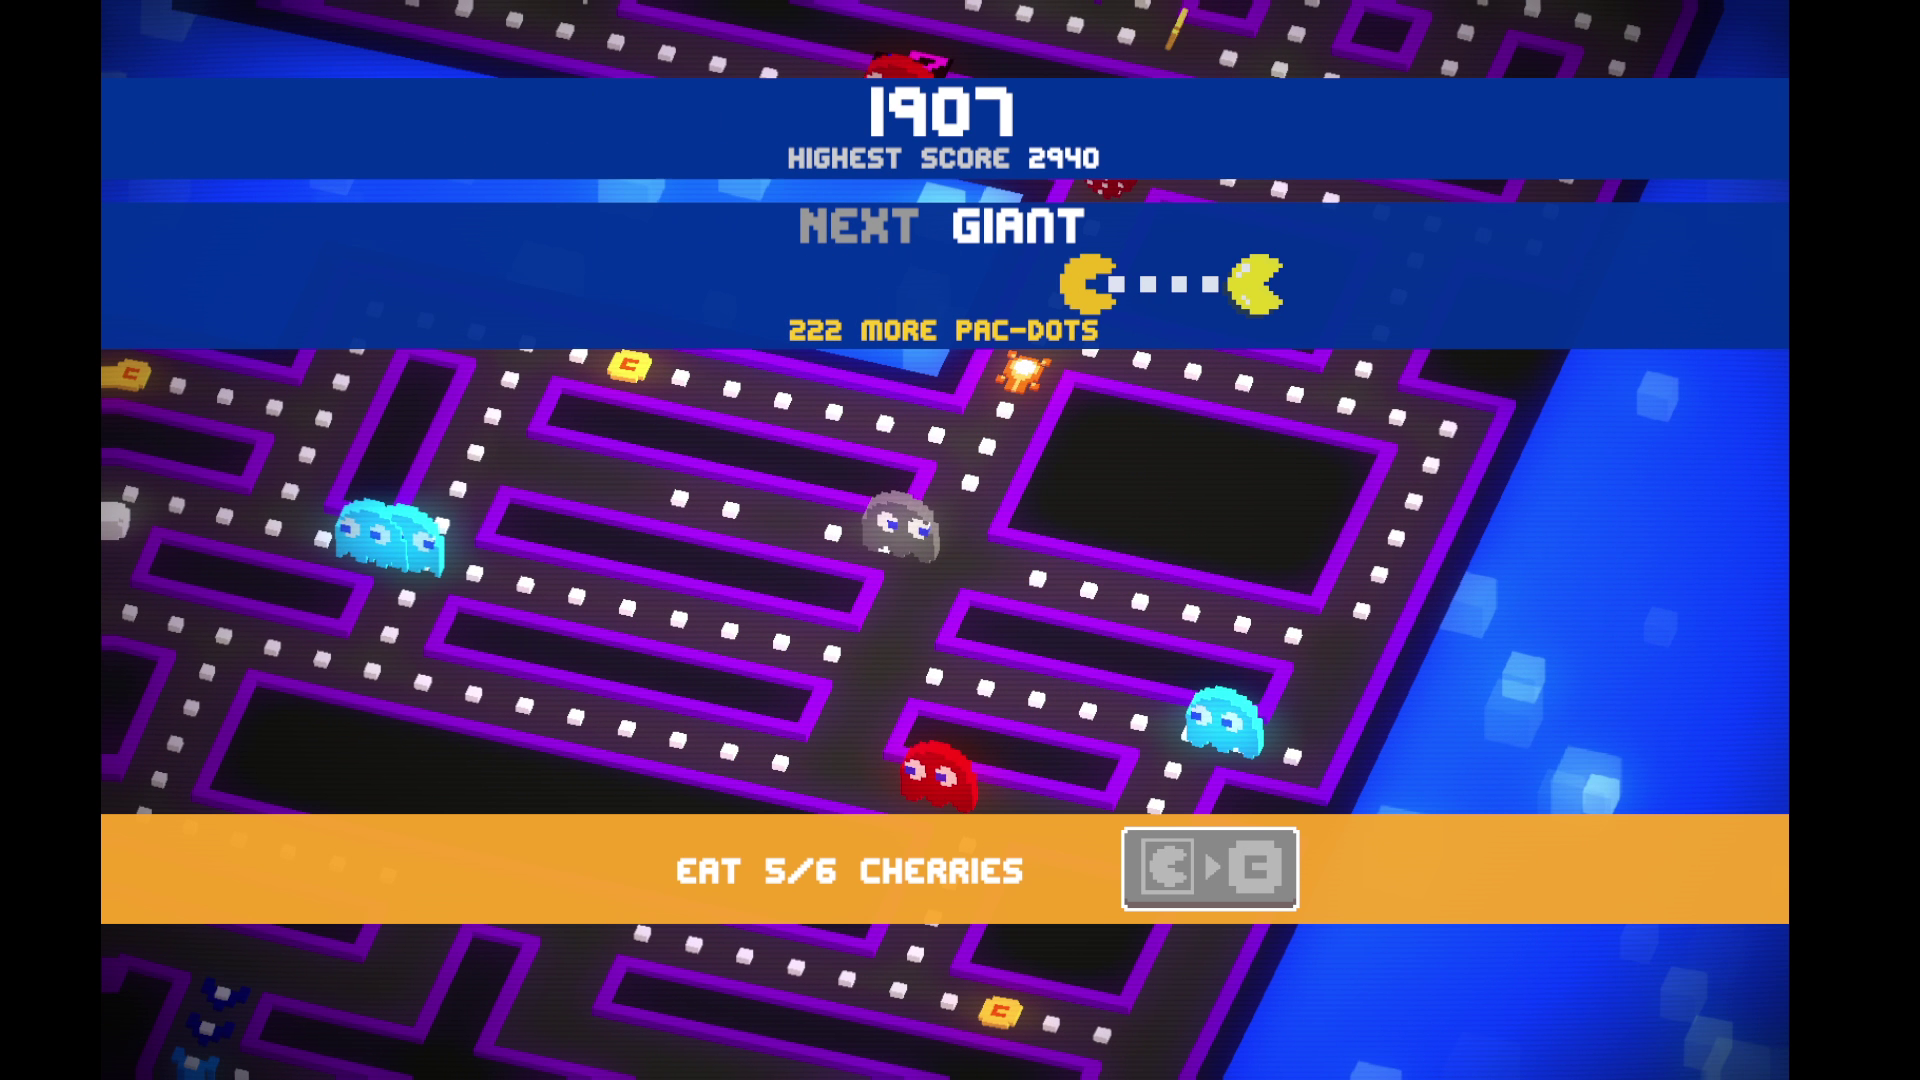 1907
HIGHEST SCORE 2940
NEXT GIANT
222 MORE PAC-DOTS
EAT 5/6 CHERRIES